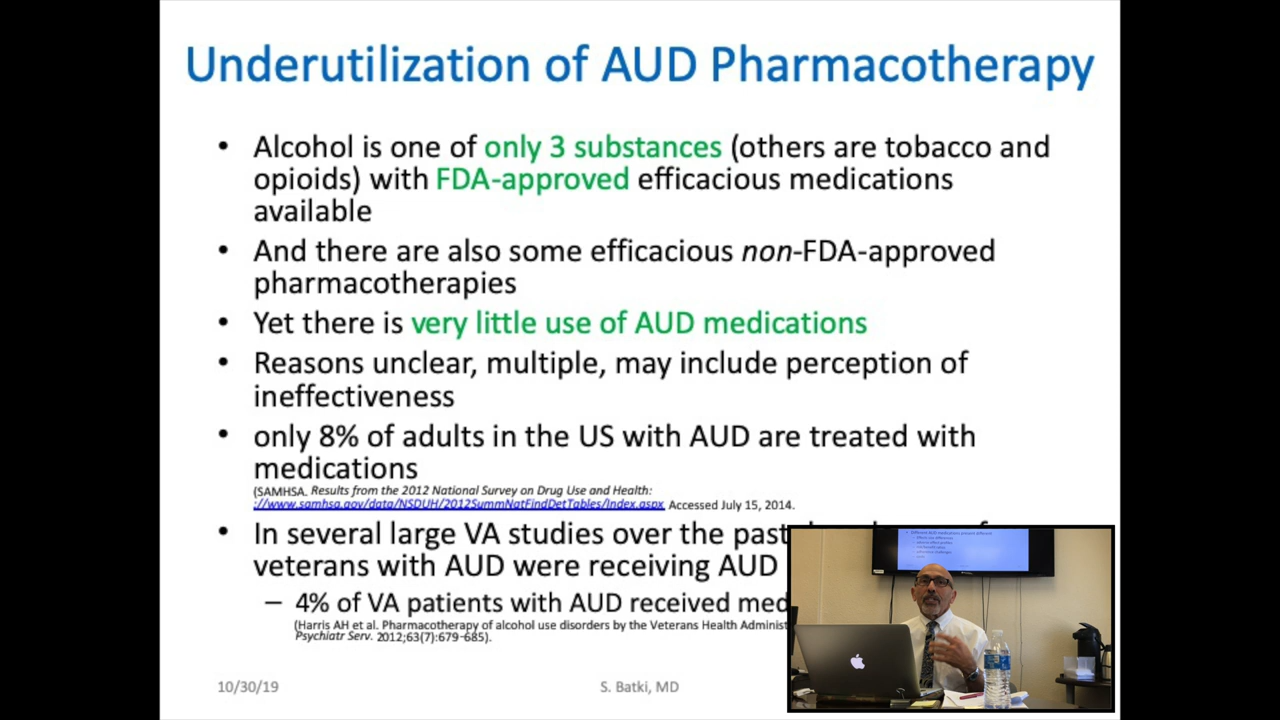 Underutilization of AUD Pharmacotherapy
• Alcohol is one of only 3 substances (others are tobacco and
opioids) with FDA-approved efficacious medications
available
• And there are also some efficacious non-FDA-approved
pharmacotherapies
• Yet there is very little use of AUD medications
• Reasons unclear, multiple, may include perception of
ineffectiveness
• only 8% of adults in the US with AUD are treated with
medications
(SAMHSA. Results from the 2012 National Survey on Drug Use and Health:
://www.samhsa.gov/data/NSDUH/2012SummNatFindDetTables/Index.aspx Accessed July 15, 2014.
• In several large VA studies over the past
veterans with AUD were receiving AUD
– 4% of VA patients with AUD received med
(Harris AH et al. Pharmacotherapy of alcohol use disorders by the Veterans Health Administ
Psychiatr Serv. 2012;63(7):679-685).
10/30/19
S. Batki, MD